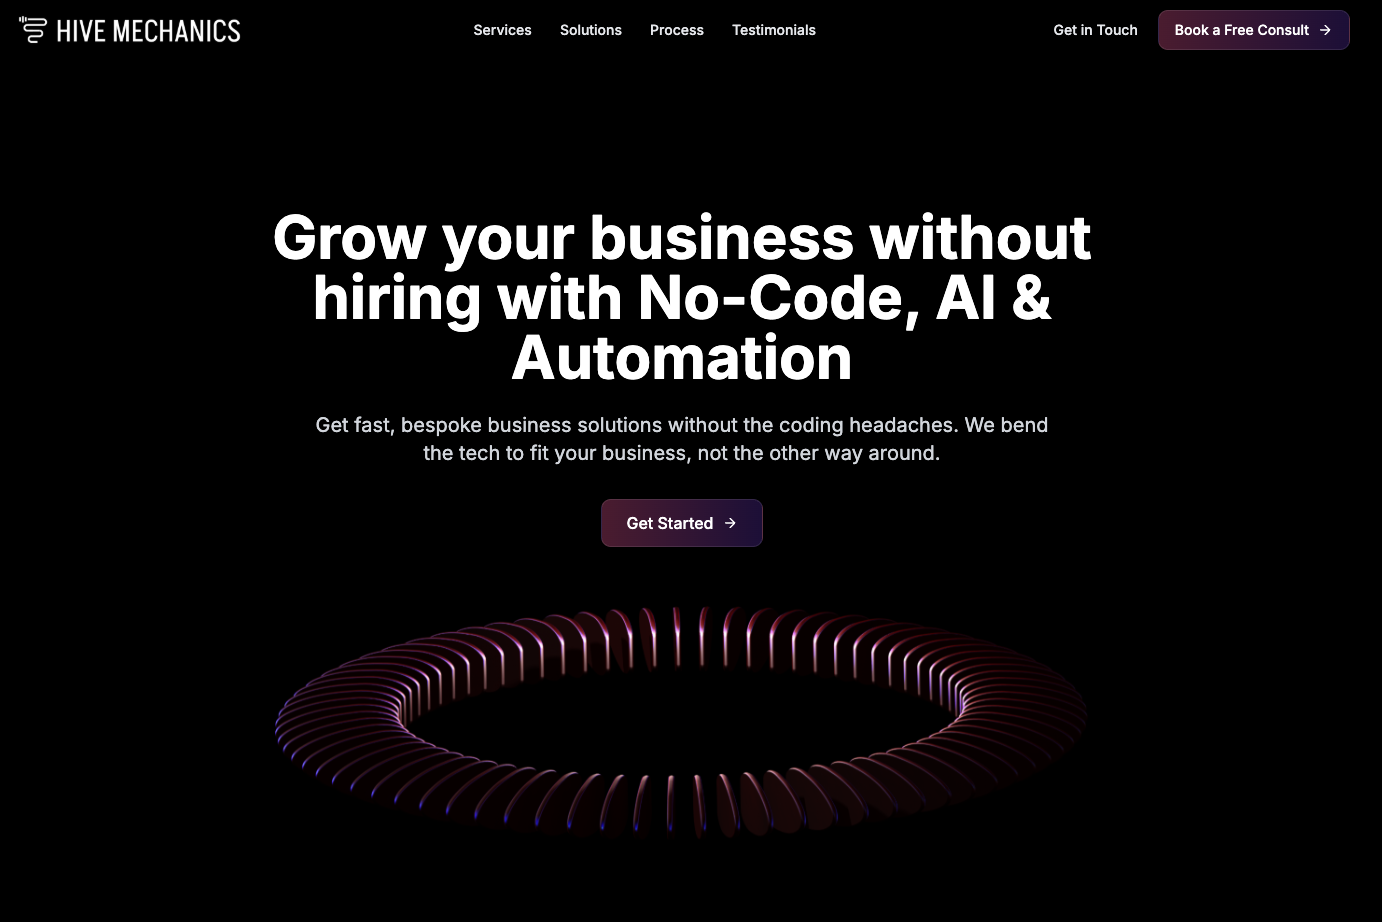 HIVE MECHANICS
Services
Solutions
Process
Testimonials
Get in Touch
Book a Free Consult
Grow your business without
hiring with No-Code, AI &
Automation
Get fast, bespoke business solutions without the coding headaches. We bend
the tech to fit your business, not the other way around.
Get Started